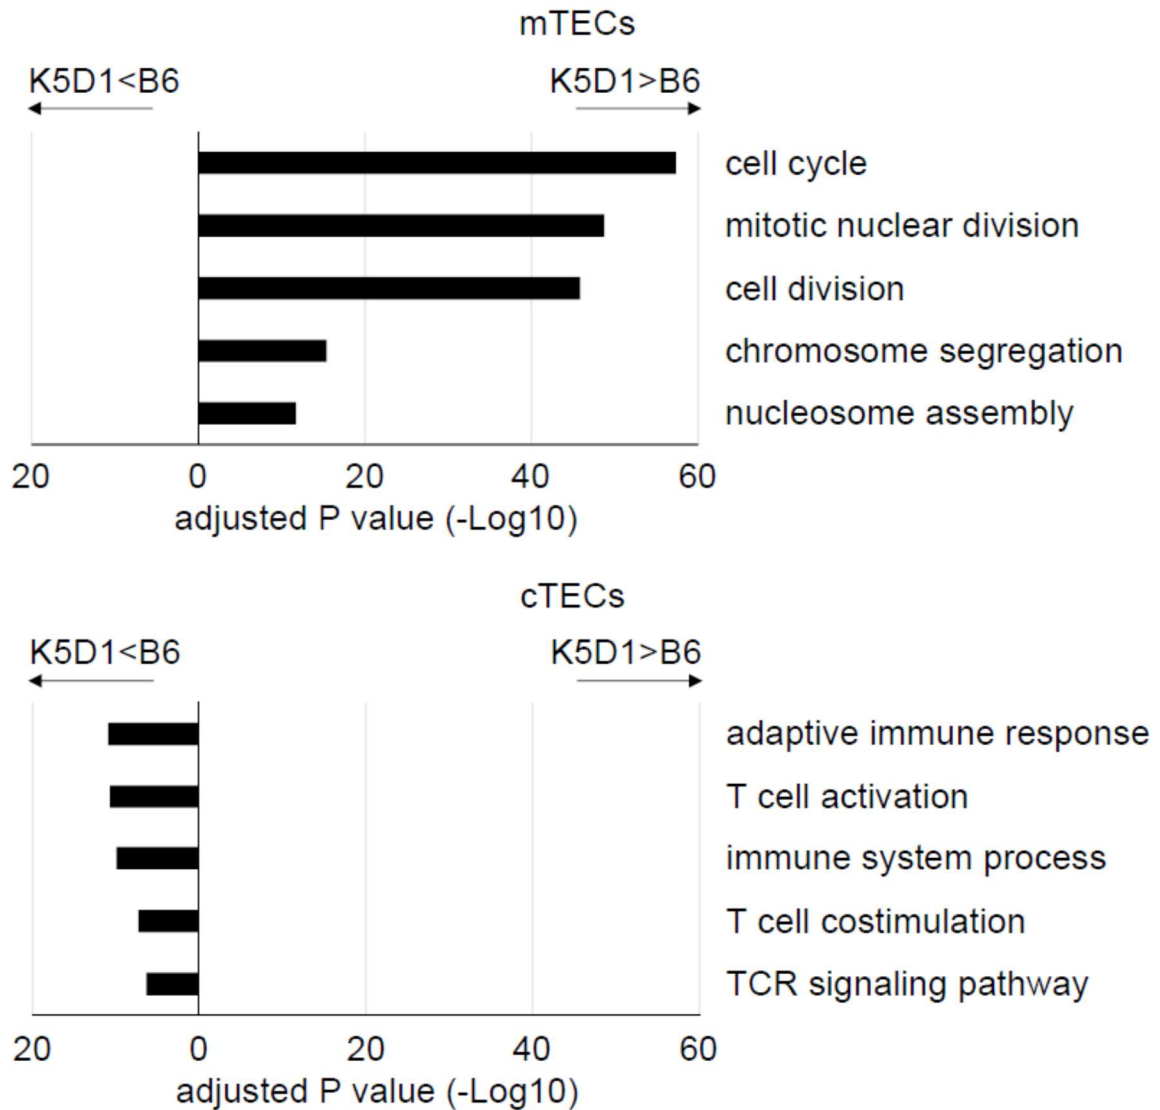 mTECs
K5D1<B6 K5D1>B6
cell cycle
mitotic nuclear division
cell division
chromosome segregation
nucleosome assembly
20 0 20 40 60
adjusted P value (-Log10)
cTECs
K5D1<B6 K5D1>B6
adaptive immune response
T cell activation
immune system process
T cell costimulation
TCR signaling pathway
20 0 20 40 60
adjusted P value (-Log10)